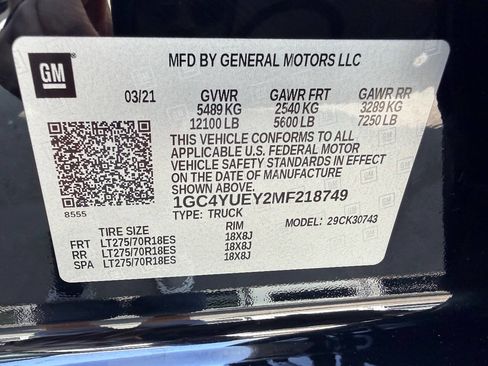 GM
MFD BY GENERAL MOTORS LLC
03/21 GVWR GAWR FRT GAWR RR
5489 KG 2540 KG 3289 KG
12100 LB 5600 LB 7250 LB
THIS VEHICLE CONFORMS TO ALL
APPLICABLE U.S. FEDERAL MOTOR
VEHICLE SAFETY STANDARDS IN EFFECT
ON THE DATE OF MANUFACTURE
SHOWN ABOVE.
8555
1GC4YUEY2MF218749
TYPE: TRUCK 29CK30743
TIRE SIZE RIM
FRT LT275/70R18ES 18X8J
RR LT275/70R18ES 18X8J
SPA LT275/70R18ES 18X8J